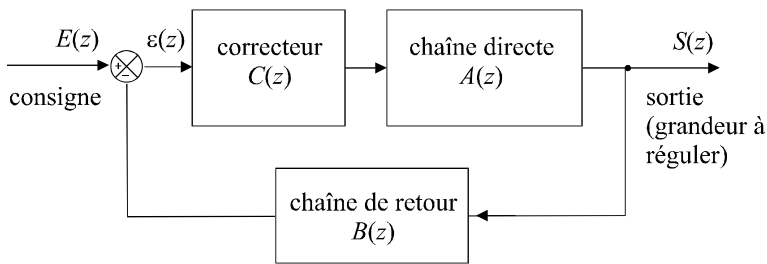 E(z)
ε(z)
correcteur
C(z)
chaîne directe
A(z)
S(z)
+
−
consigne
sortie
(grandeur à
réguler)
chaîne de retour
B(z)